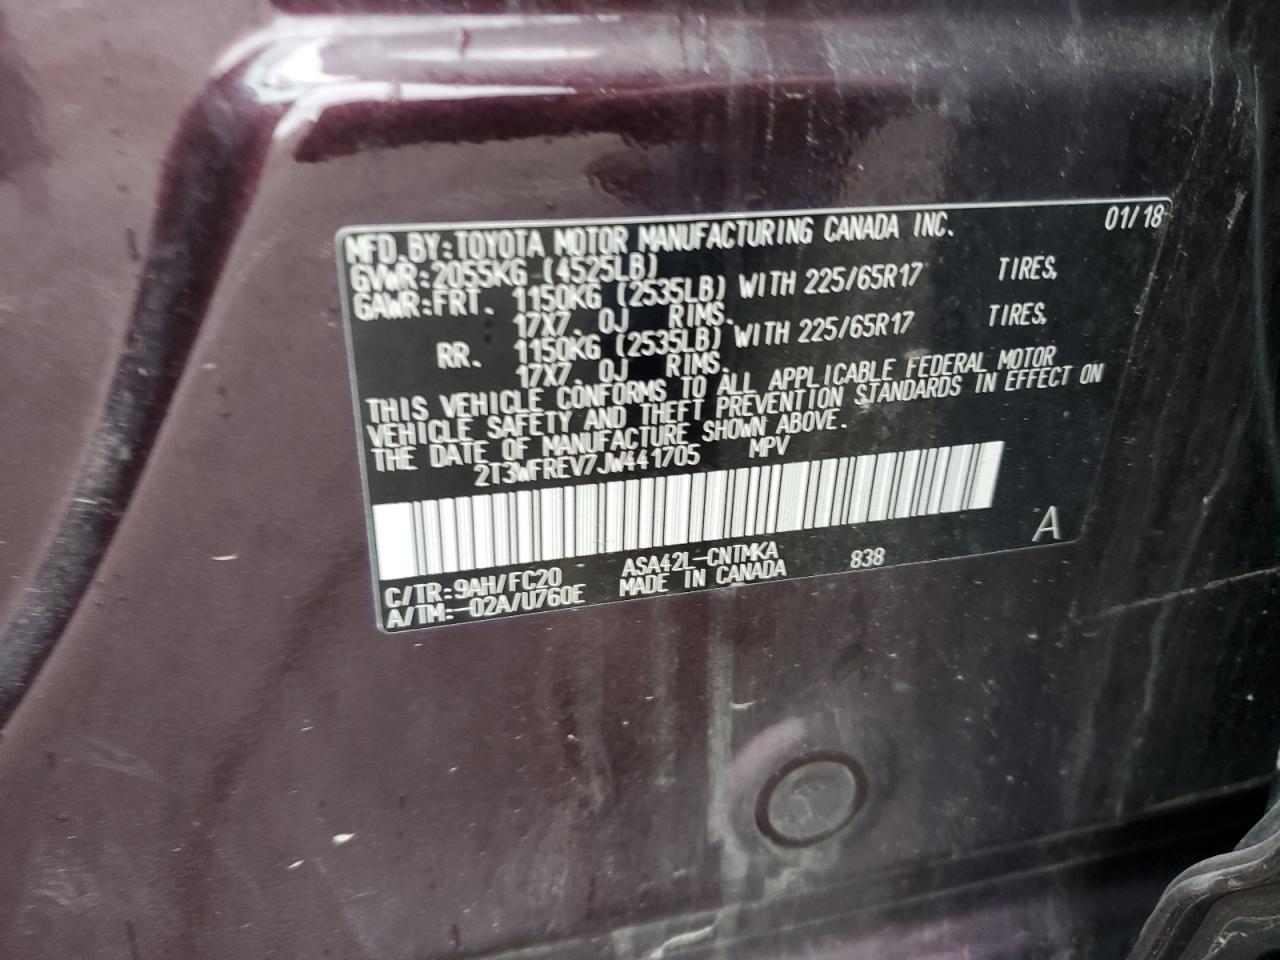 MFD. BY: TOYOTA MOTOR MANUFACTURING CANADA INC. 01/18
GVWR: 2055KG (4525LB)
GAWR: FRT. 1150KG (2535LB) WITH 225/65R17 TIRES,
17X7.0J RIMS.
RR. 1150KG (2535LB) WITH 225/65R17 TIRES,
17X7.0J RIMS.
THIS VEHICLE CONFORMS TO ALL APPLICABLE FEDERAL MOTOR
VEHICLE SAFETY AND THEFT PREVENTION STANDARDS IN EFFECT ON
THE DATE OF MANUFACTURE SHOWN ABOVE.
2T3WFREV7JW441705 MPV
A
C/TR: 9AH/FC20 ASA42L-CNTMKA 838
A/TM: -02A/U760E MADE IN CANADA